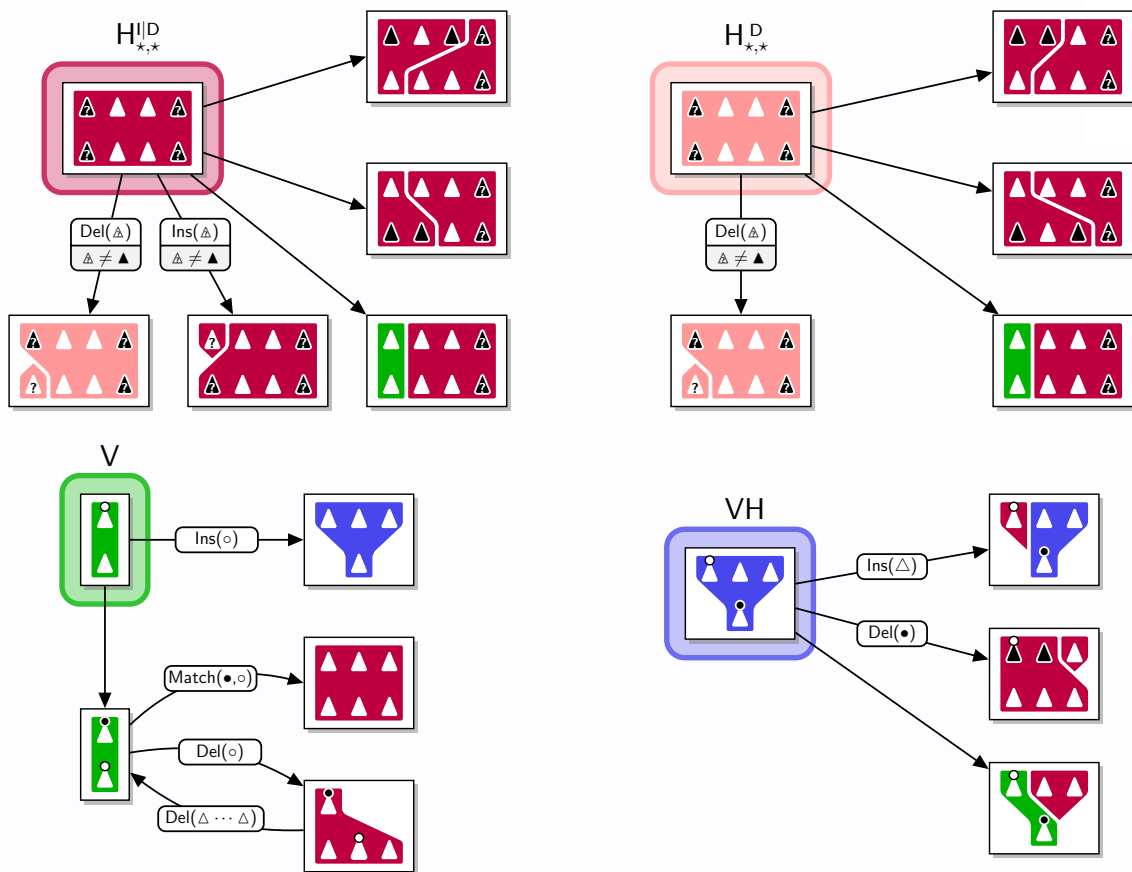 H^{I|D}_{⋆,⋆}
H^{D}_{⋆,⋆}
Del(◬)
◬ ≠ ▲
Ins(◬)
◬ ≠ ▲
Del(◬)
◬ ≠ ▲
? ? ? ?
? ?
? ?
? ? ? ?
? ?
? ?
? ? ?
?
? ? ?
?
? ?
? ? ?
?
? ?
V
VH
Ins(○)
Ins(△)
Del(●)
Match(●,○)
Del(○)
Del(△ ⋯ △)